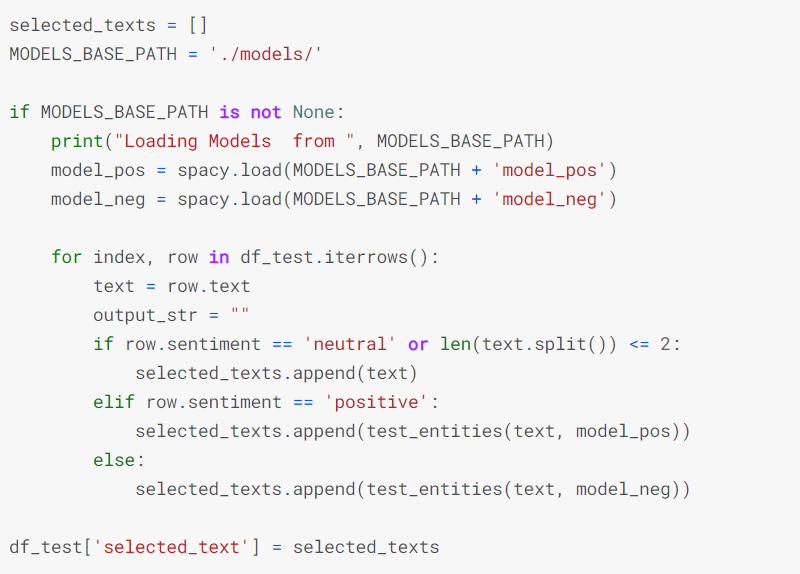 selected_texts = []
MODELS_BASE_PATH = './models/'

if MODELS_BASE_PATH is not None:
    print("Loading Models  from ", MODELS_BASE_PATH)
    model_pos = spacy.load(MODELS_BASE_PATH + 'model_pos')
    model_neg = spacy.load(MODELS_BASE_PATH + 'model_neg')

    for index, row in df_test.iterrows():
        text = row.text
        output_str = ""
        if row.sentiment == 'neutral' or len(text.split()) <= 2:
            selected_texts.append(text)
        elif row.sentiment == 'positive':
            selected_texts.append(test_entities(text, model_pos))
        else:
            selected_texts.append(test_entities(text, model_neg))

df_test['selected_text'] = selected_texts